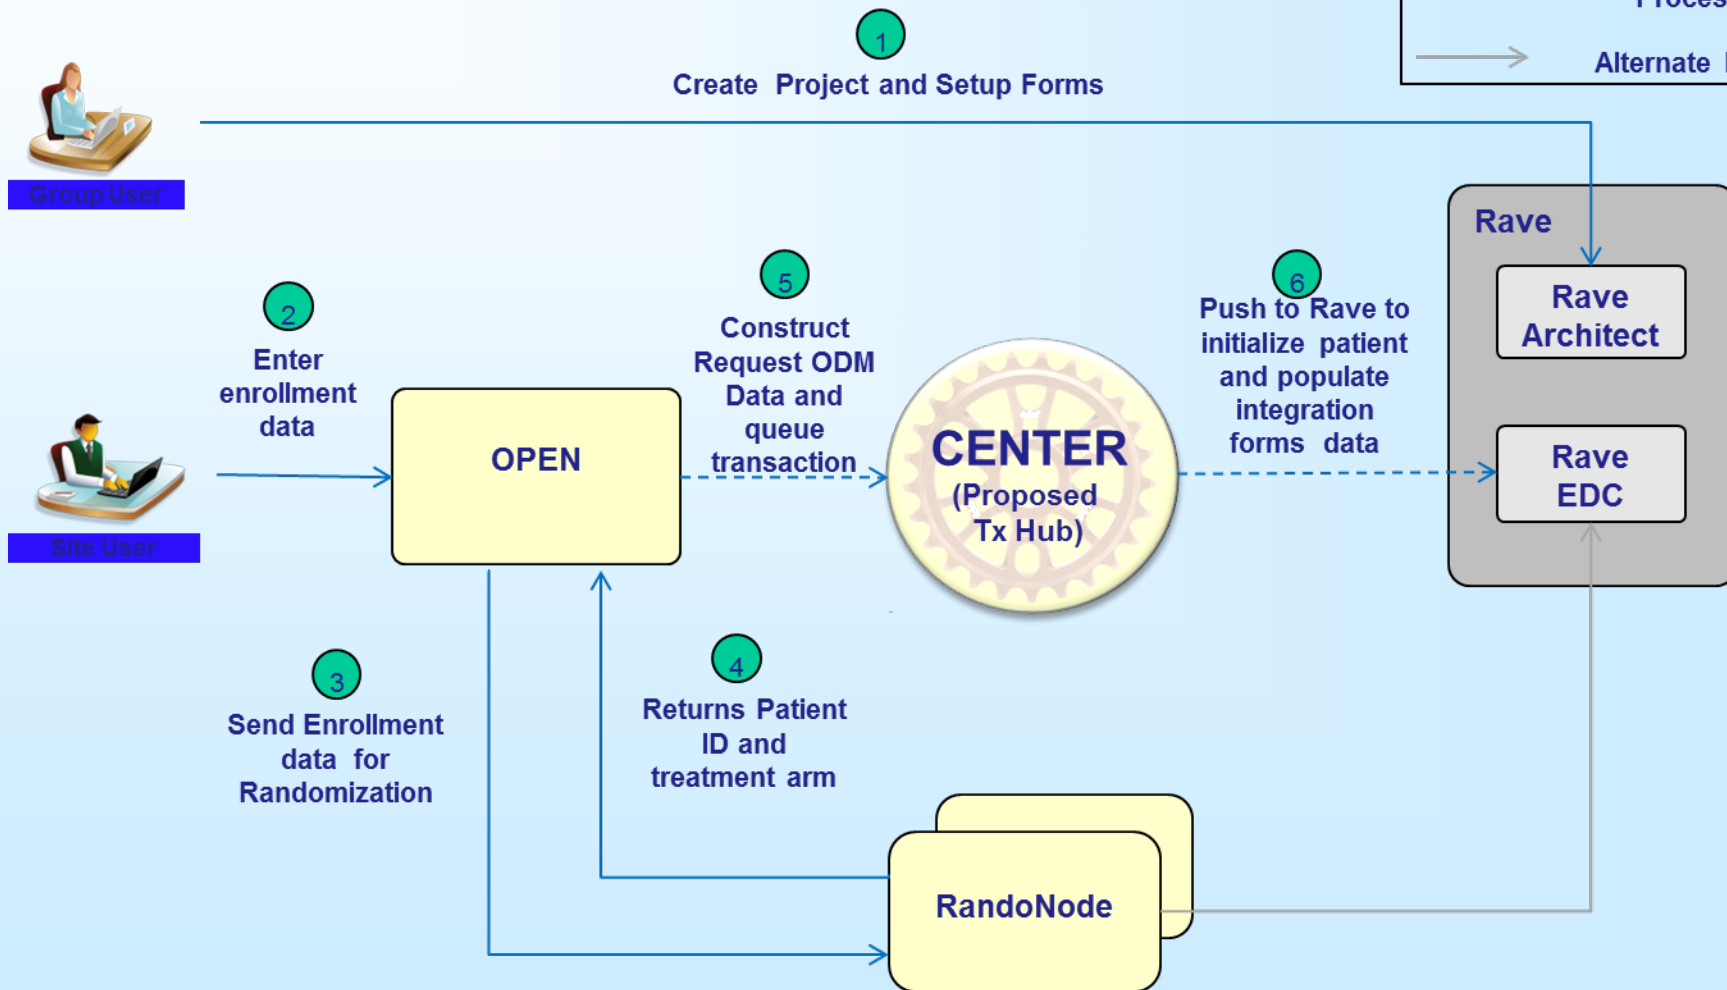 1
Create Project and Setup Forms
Alternate
Group User
Rave
Rave
Architect
2
Enter
enrollment
data
5
Construct
Request ODM
Data and
queue
transaction
6
Push to Rave to
initialize patient
and populate
integration
forms data
OPEN
CENTER
(Proposed
Tx Hub)
Rave
EDC
Site User
3
Send Enrollment
data for
Randomization
4
Returns Patient
ID and
treatment arm
RandoNode